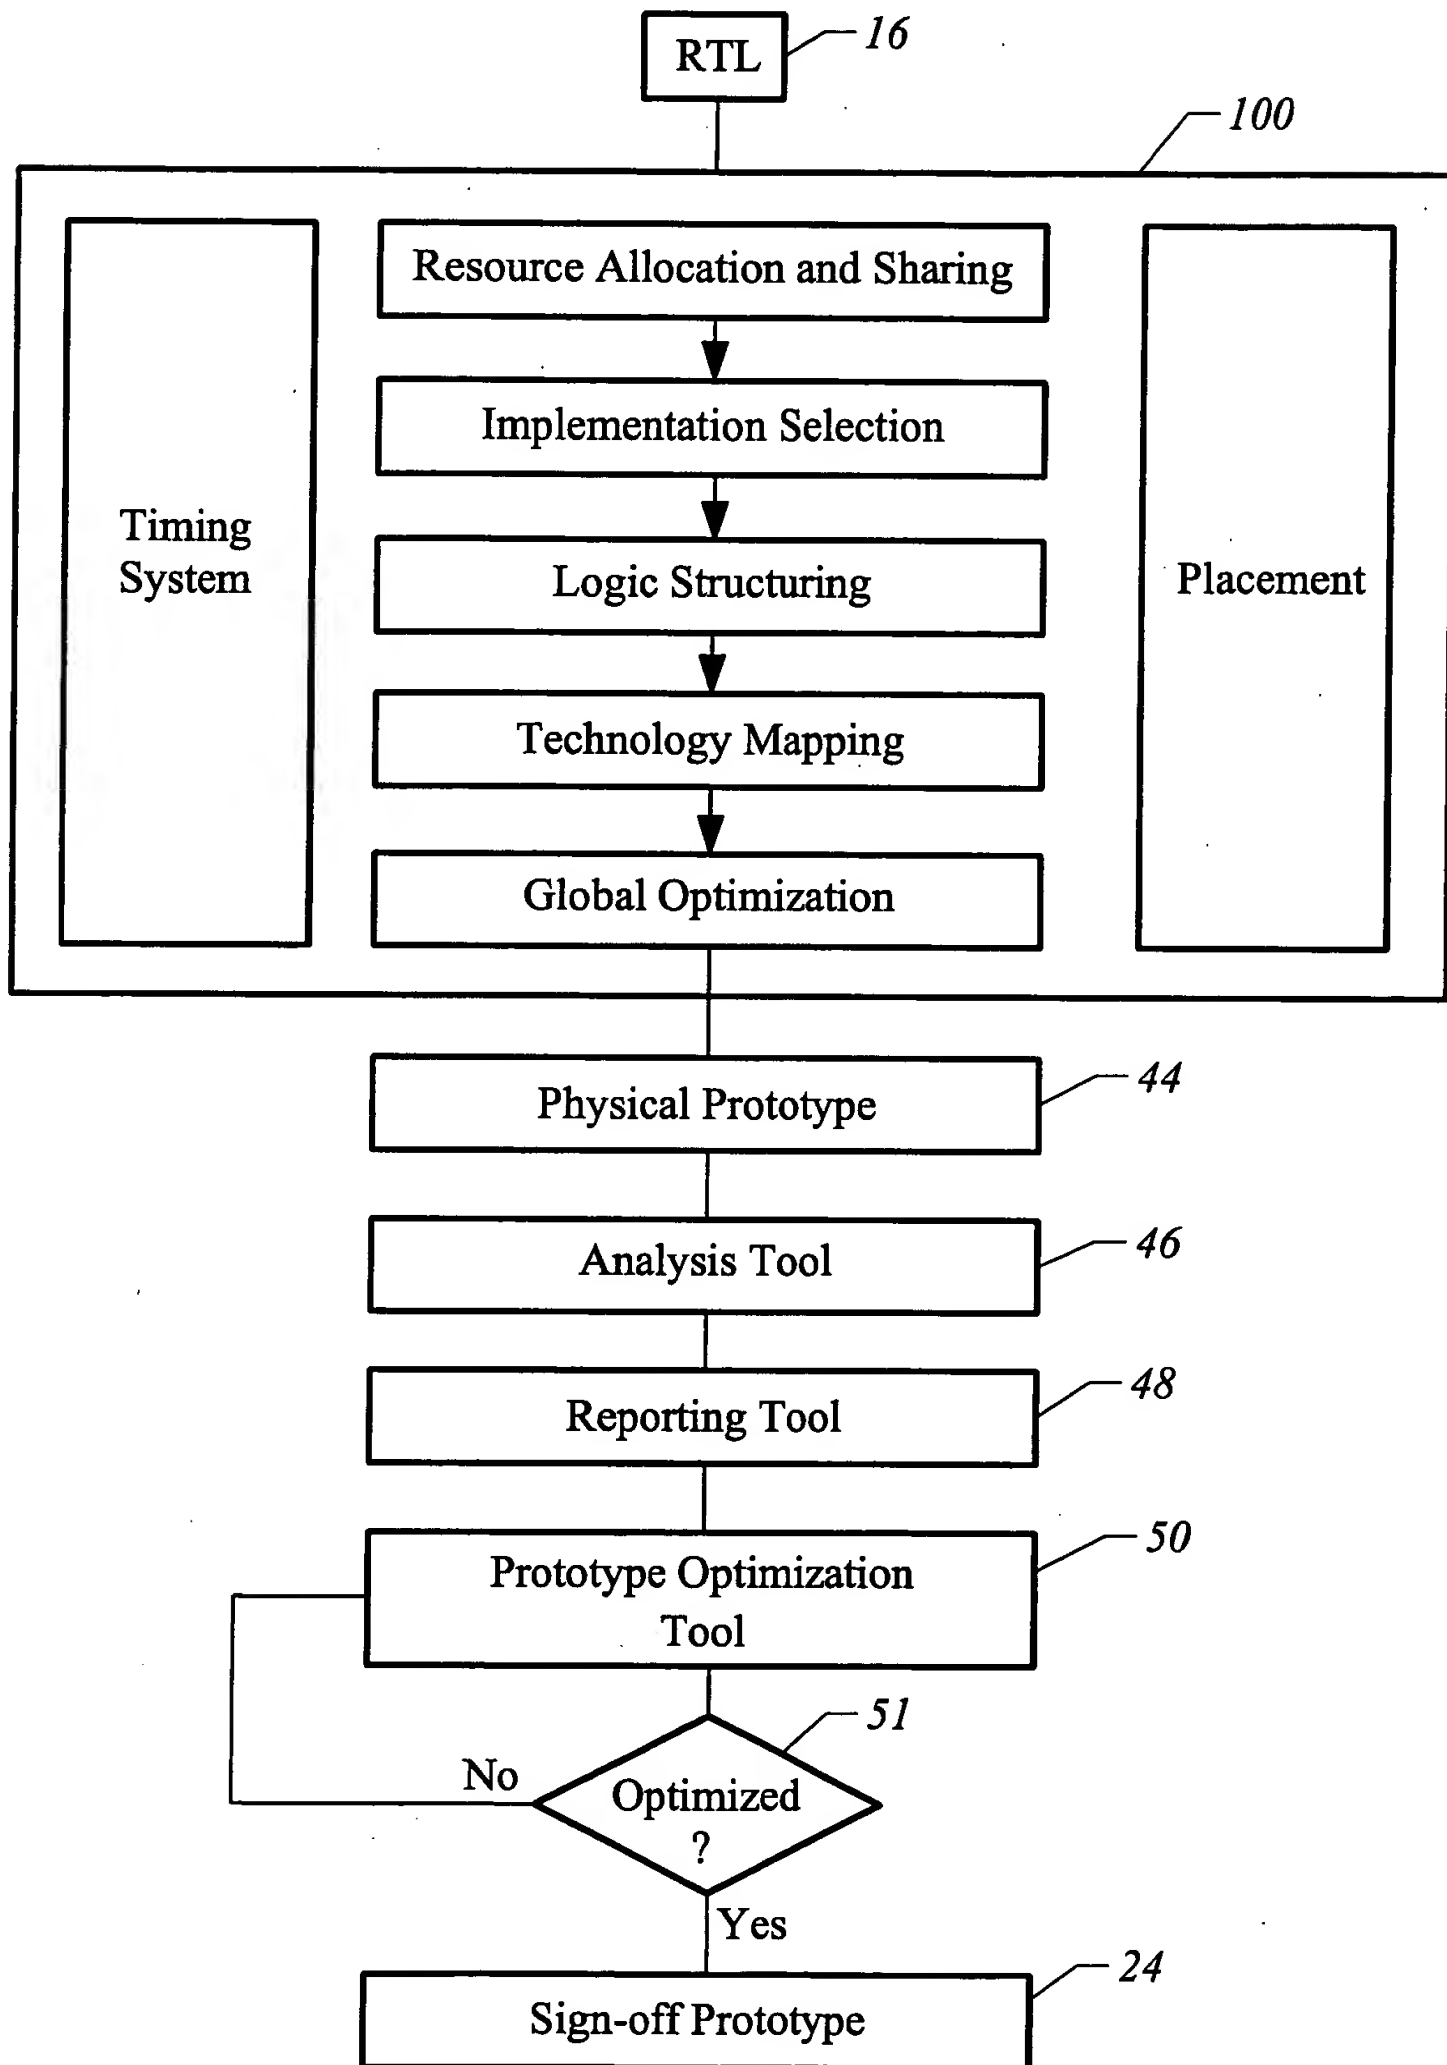 RTL
16
100
Resource Allocation and Sharing
Implementation Selection
Timing
System
Logic Structuring
Placement
Technology Mapping
Global Optimization
Physical Prototype
44
Analysis Tool
46
Reporting Tool
48
Prototype Optimization
Tool
50
51
No
Optimized
?
Yes
24
Sign-off Prototype